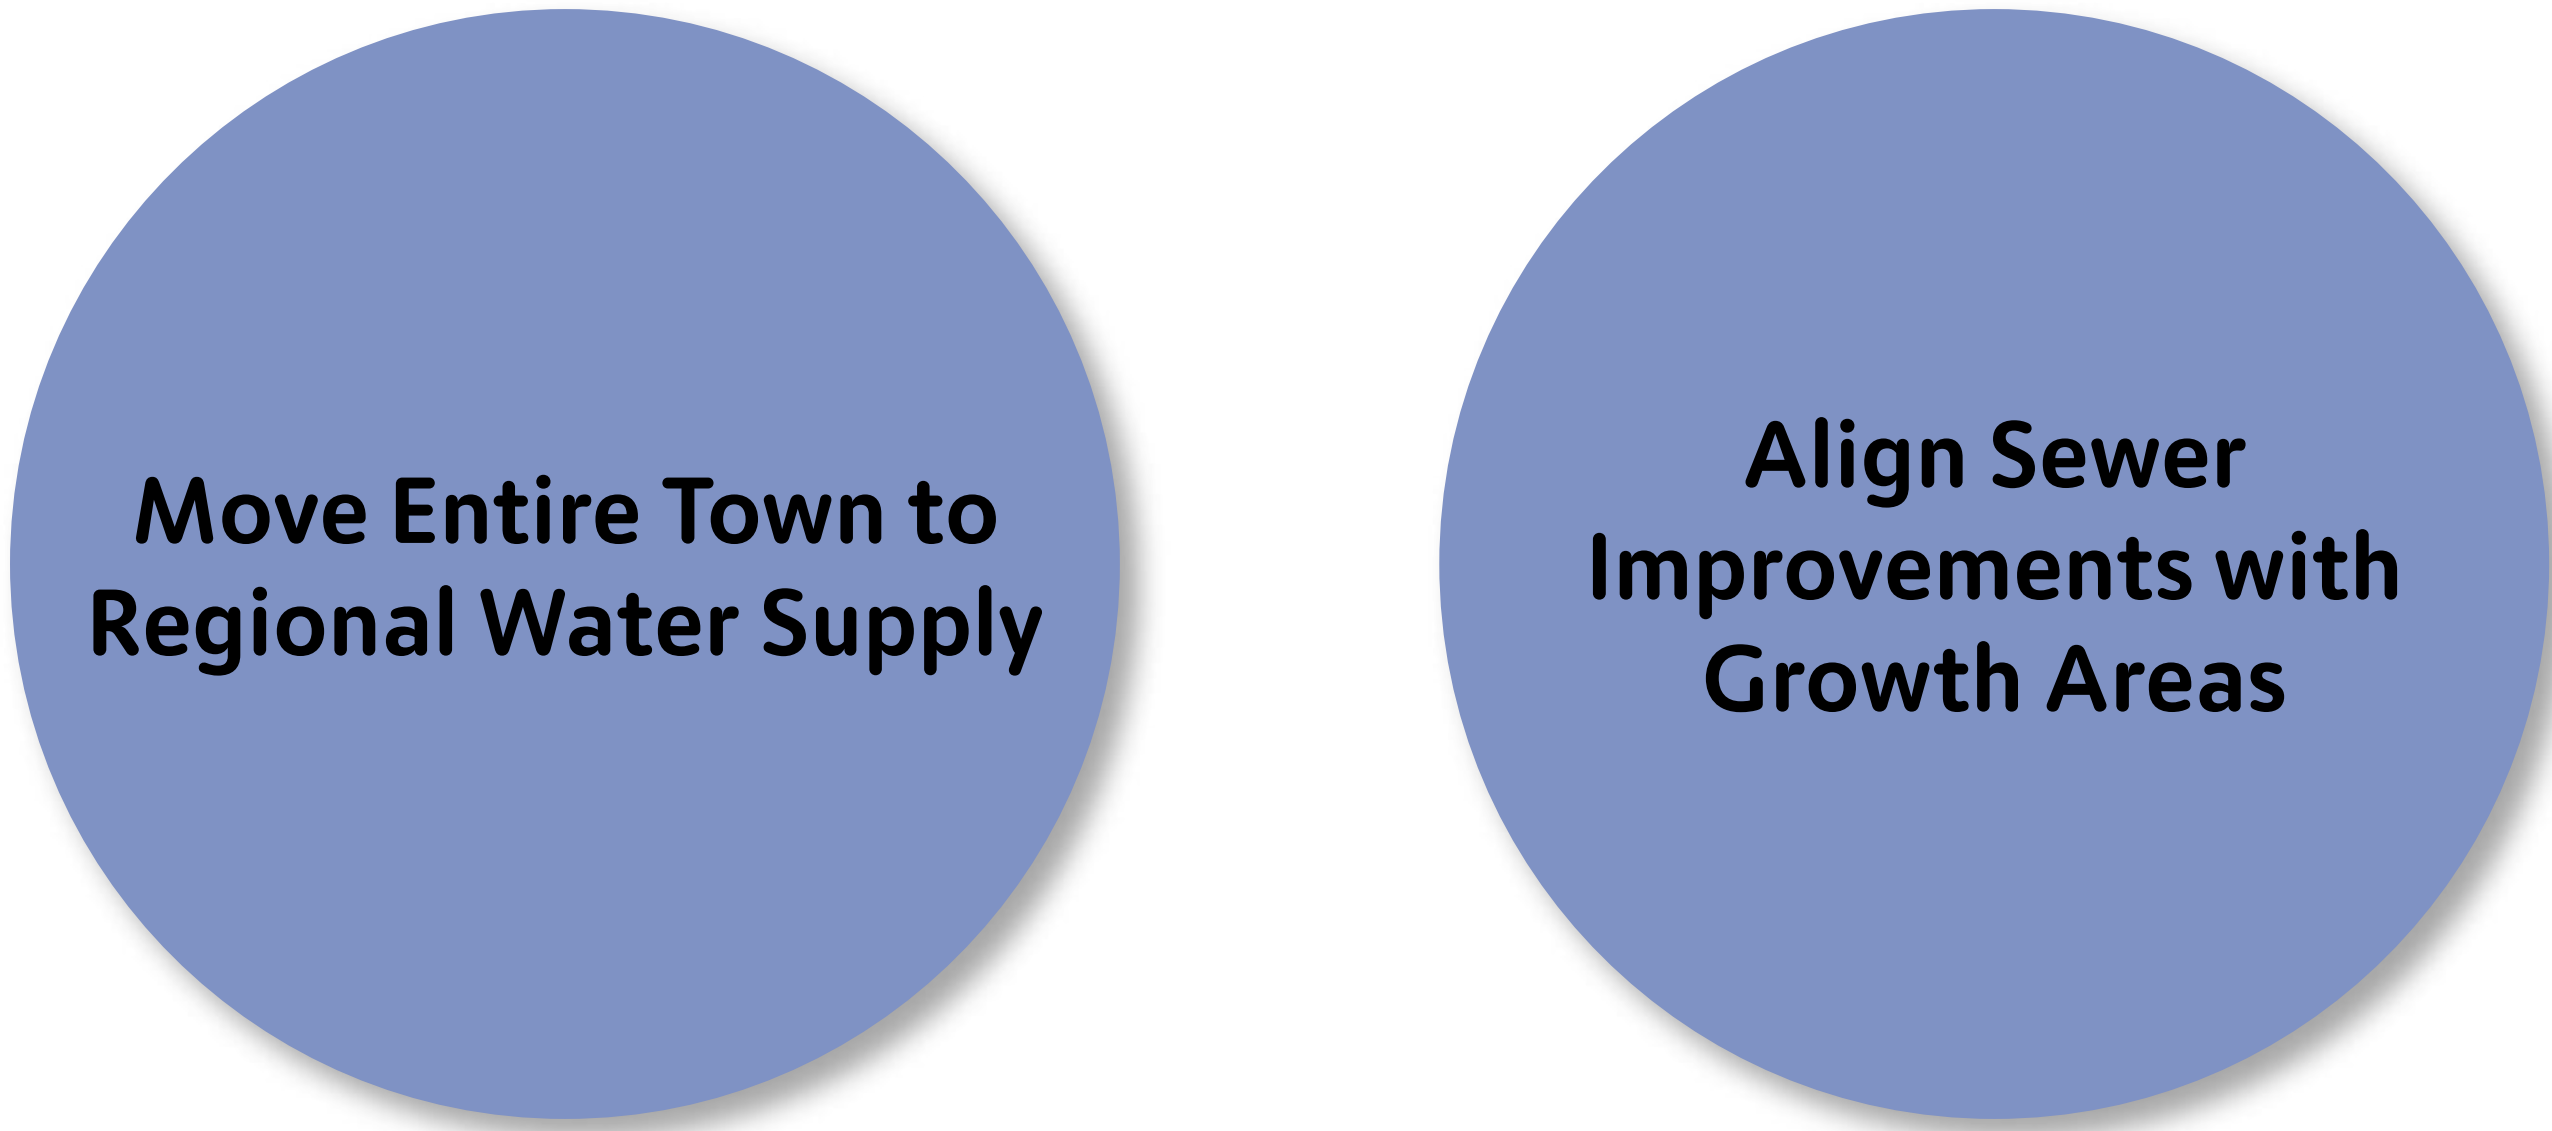 Move Entire Town to
Regional Water Supply
Align Sewer
Improvements with
Growth Areas